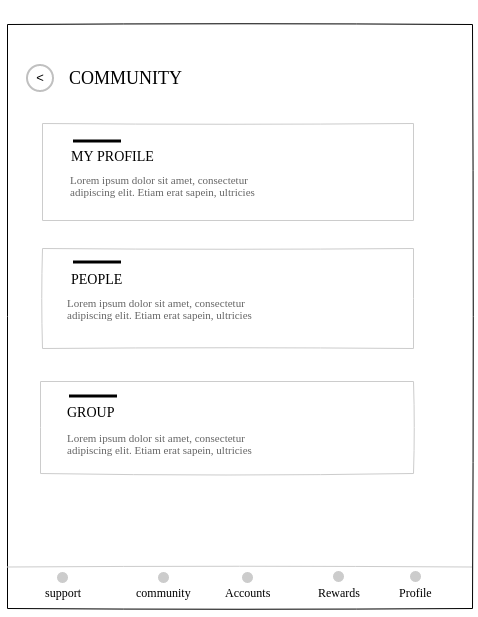 < COMMUNITY
MY PROFILE
Lorem ipsum dolor sit amet, consectetur
adipiscing elit. Etiam erat sapein, ultricies
PEOPLE
Lorem ipsum dolor sit amet, consectetur
adipiscing elit. Etiam erat sapein, ultricies
GROUP
Lorem ipsum dolor sit amet, consectetur
adipiscing elit. Etiam erat sapein, ultricies
support community Accounts Rewards Profile